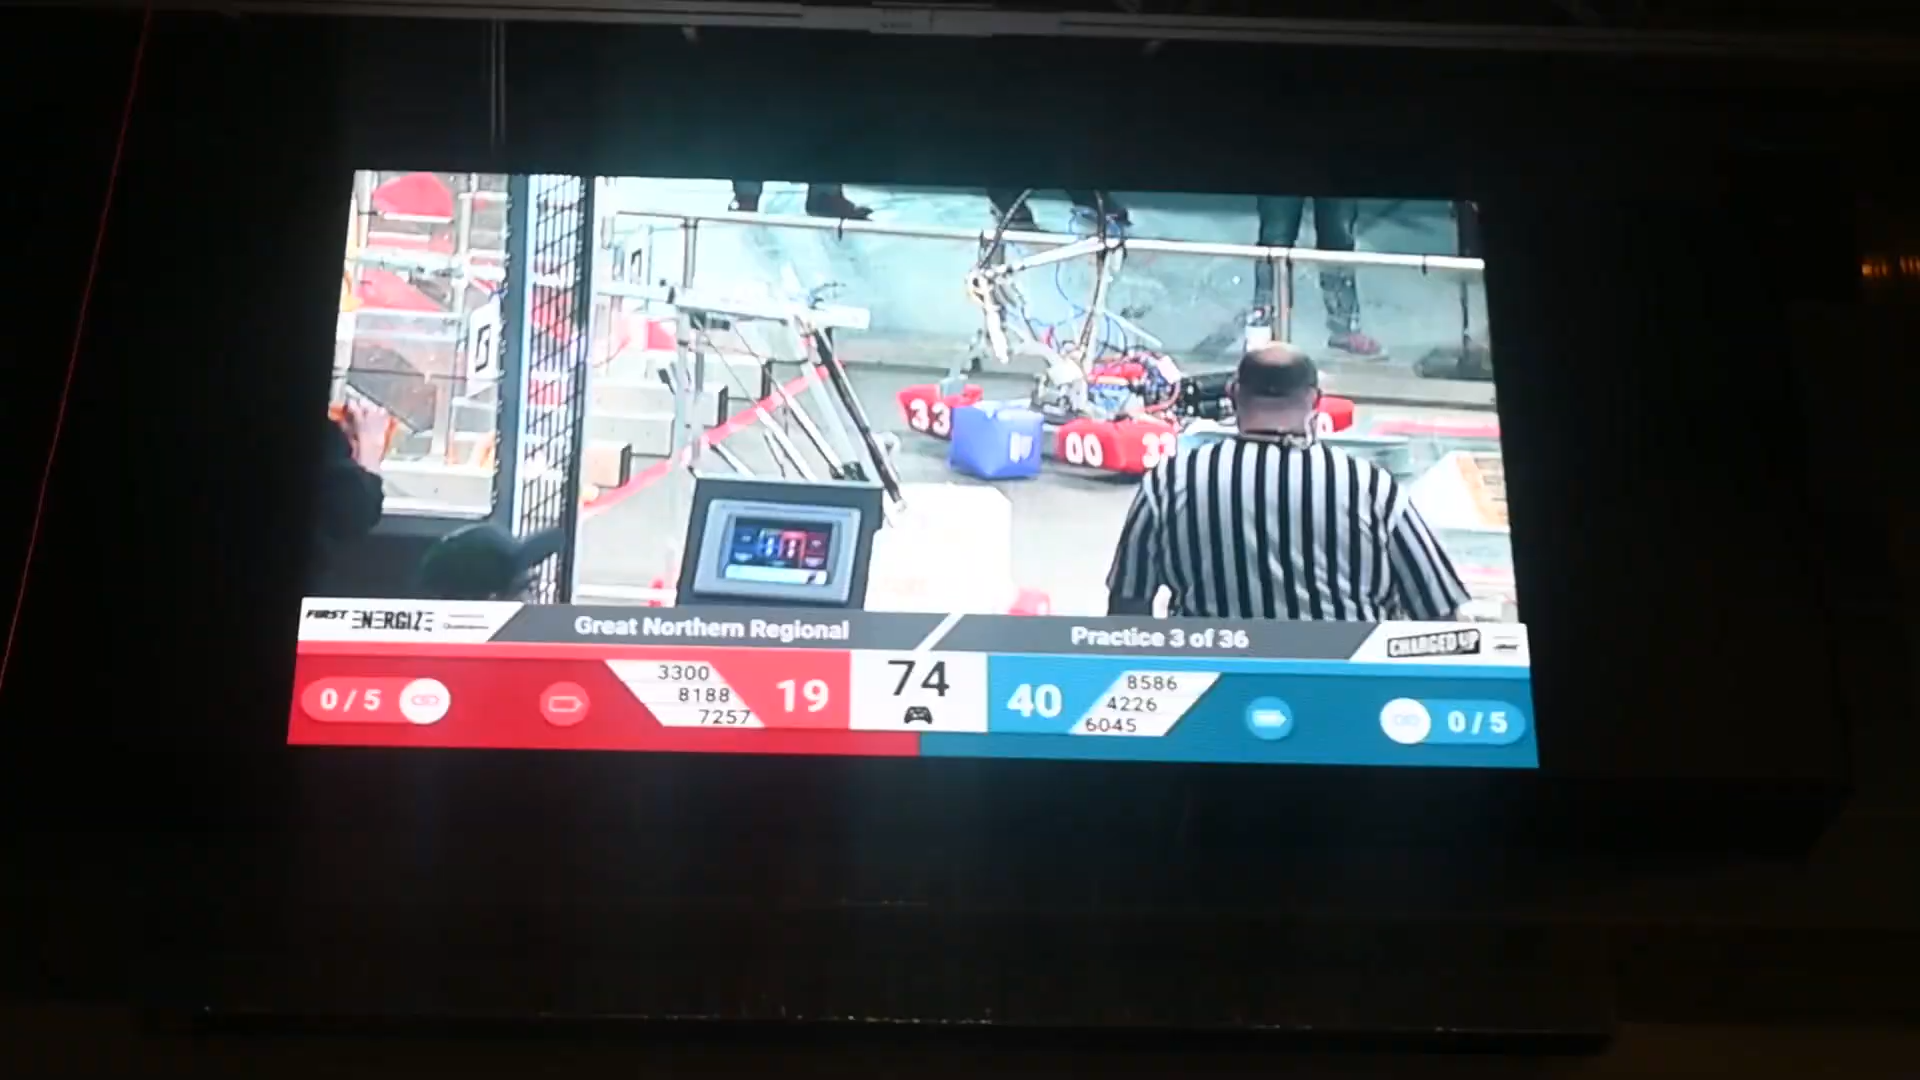 33
00 33
FIRST ENERGIZE
Great Northern Regional
Practice 3 of 36
CHARGED UP
0 / 5
3300
8188
7257
19
74
40
8586
4226
6045
0 / 5